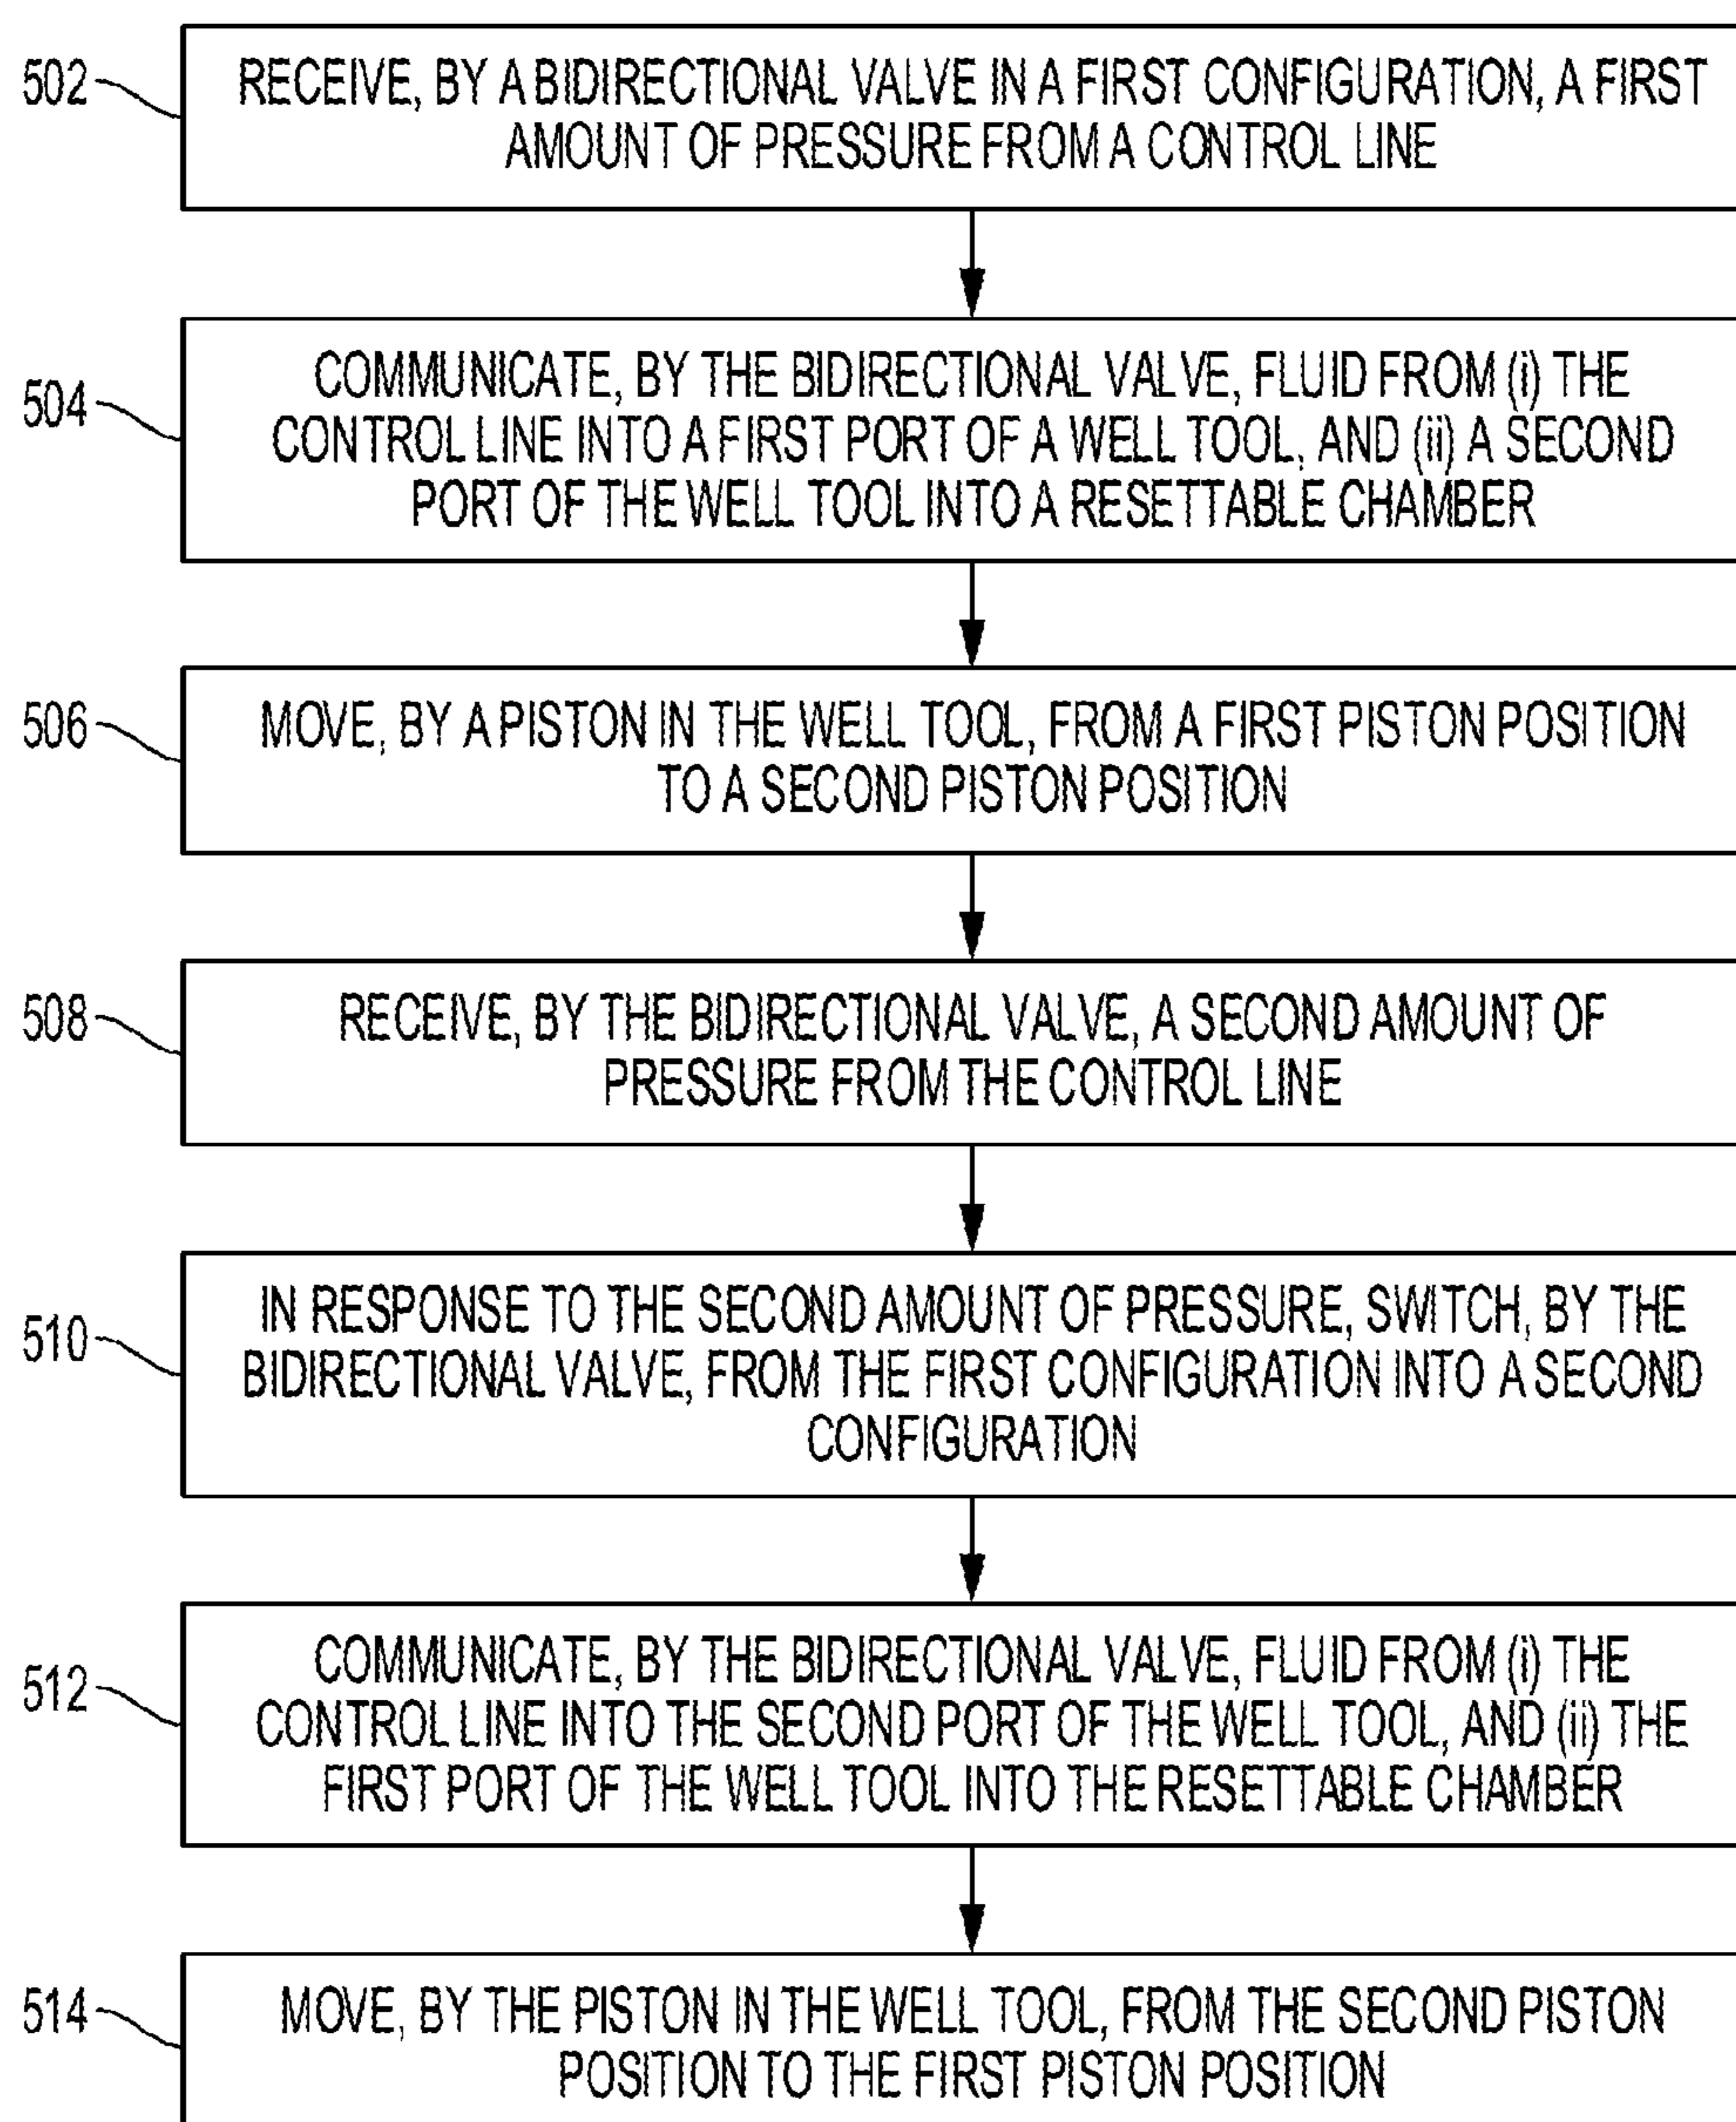 502
RECEIVE, BY A BIDIRECTIONAL VALVE IN A FIRST CONFIGURATION, A FIRST
AMOUNT OF PRESSURE FROM A CONTROL LINE
504
COMMUNICATE, BY THE BIDIRECTIONAL VALVE, FLUID FROM (i) THE
CONTROL LINE INTO A FIRST PORT OF A WELL TOOL, AND (ii) A SECOND
PORT OF THE WELL TOOL INTO A RESETTABLE CHAMBER
506
MOVE, BY A PISTON IN THE WELL TOOL, FROM A FIRST PISTON POSITION
TO A SECOND PISTON POSITION
508
RECEIVE, BY THE BIDIRECTIONAL VALVE, A SECOND AMOUNT OF
PRESSURE FROM THE CONTROL LINE
510
IN RESPONSE TO THE SECOND AMOUNT OF PRESSURE, SWITCH, BY THE
BIDIRECTIONAL VALVE, FROM THE FIRST CONFIGURATION INTO A SECOND
CONFIGURATION
512
COMMUNICATE, BY THE BIDIRECTIONAL VALVE, FLUID FROM (i) THE
CONTROL LINE INTO THE SECOND PORT OF THE WELL TOOL, AND (ii) THE
FIRST PORT OF THE WELL TOOL INTO THE RESETTABLE CHAMBER
514
MOVE, BY THE PISTON IN THE WELL TOOL, FROM THE SECOND PISTON
POSITION TO THE FIRST PISTON POSITION